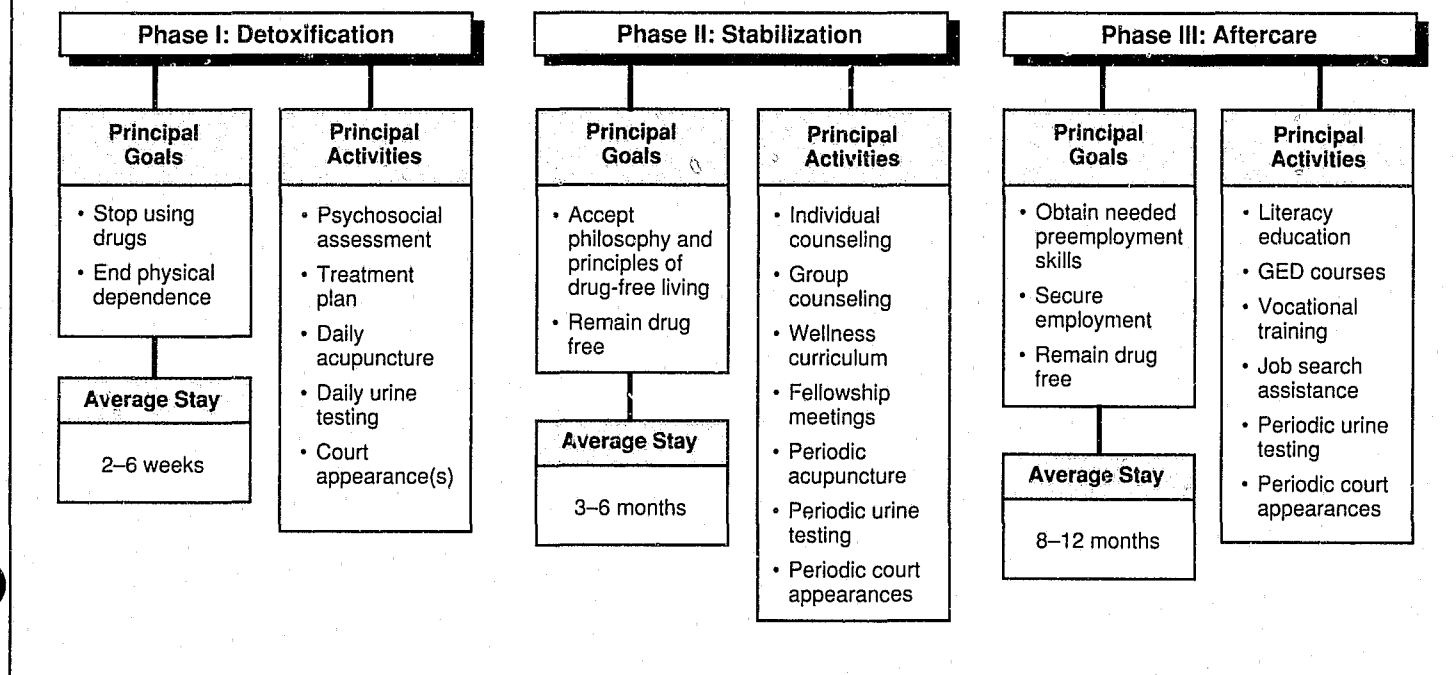 Phase I: Detoxification
Principal
Goals
• Stop using
drugs
• End physical
dependence
Average Stay
2–6 weeks
Principal
Activities
• Psychosocial
assessment
• Treatment
plan
• Daily
acupuncture
• Daily urine
testing
• Court
appearance(s)
Phase II: Stabilization
Principal
Goals
• Accept
philosophy and
principles of
drug-free living
• Remain drug
free
Average Stay
3–6 months
Principal
Activities
• Individual
counseling
• Group
counseling
• Wellness
curriculum
• Fellowship
meetings
• Periodic
acupuncture
• Periodic urine
testing
• Periodic court
appearances
Phase III: Aftercare
Principal
Goals
• Obtain needed
preemployment
skills
• Secure
employment
• Remain drug
free
Average Stay
8–12 months
Principal
Activities
• Literacy
education
• GED courses
• Vocational
training
• Job search
assistance
• Periodic urine
testing
• Periodic court
appearances